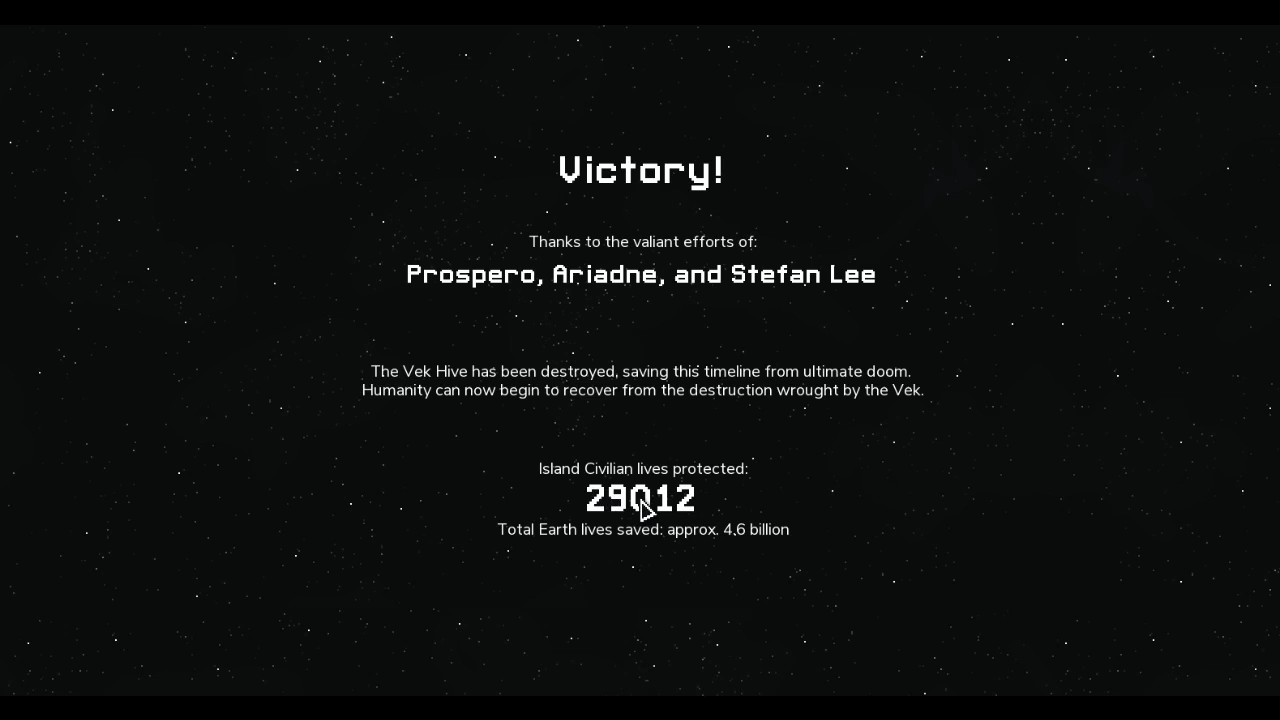 Victory!
Thanks to the valiant efforts of:
Prospero, Ariadne, and Stefan Lee
The Vek Hive has been destroyed, saving this timeline from ultimate doom.
Humanity can now begin to recover from the destruction wrought by the Vek.
Island Civilian lives protected:
29012
Total Earth lives saved: approx. 4.6 billion